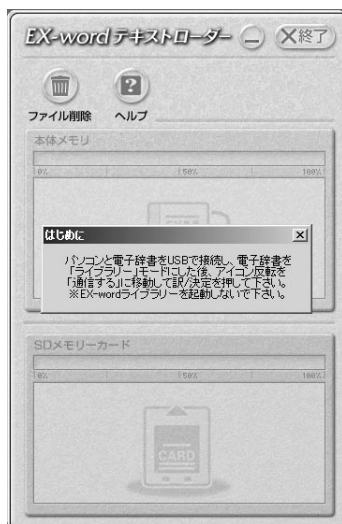 EX-word テキストローダー
終了
ファイル削除 ヘルプ
本体メモリ
0% 50% 100%
はじめに
パソコンと電子辞書をUSBで接続し、電子辞書を
「ライブラリー」モードにした後、アイコン反転を
「通信する」に移動して訳/決定を押して下さい。
※EX-wordライブラリーを起動しないで下さい。
SDメモリーカード
0% 50% 100%
CARD